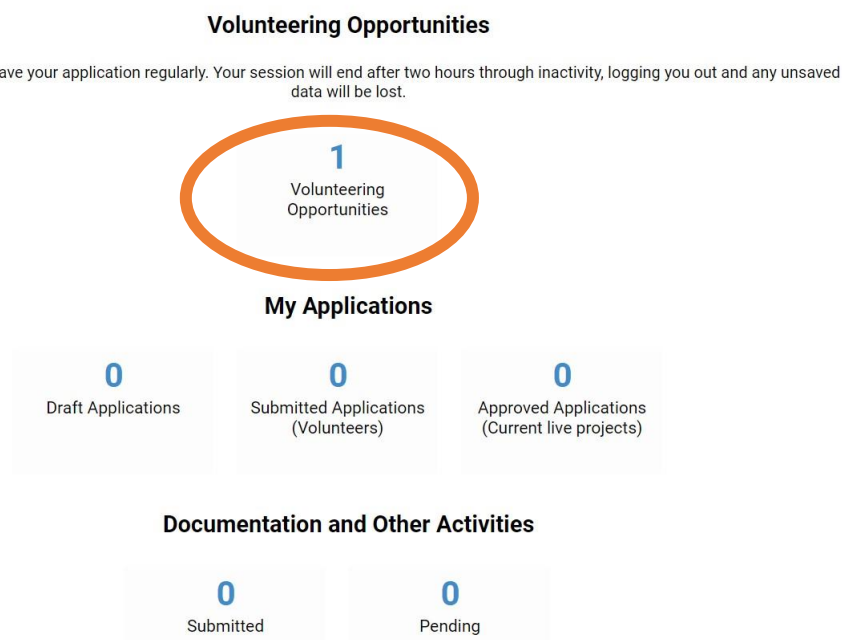 Volunteering Opportunities
ave your application regularly. Your session will end after two hours through inactivity, logging you out and any unsaved
data will be lost.
1
Volunteering
Opportunities
My Applications
0
Draft Applications
0
Submitted Applications
(Volunteers)
0
Approved Applications
(Current live projects)
Documentation and Other Activities
0
Submitted
0
Pending